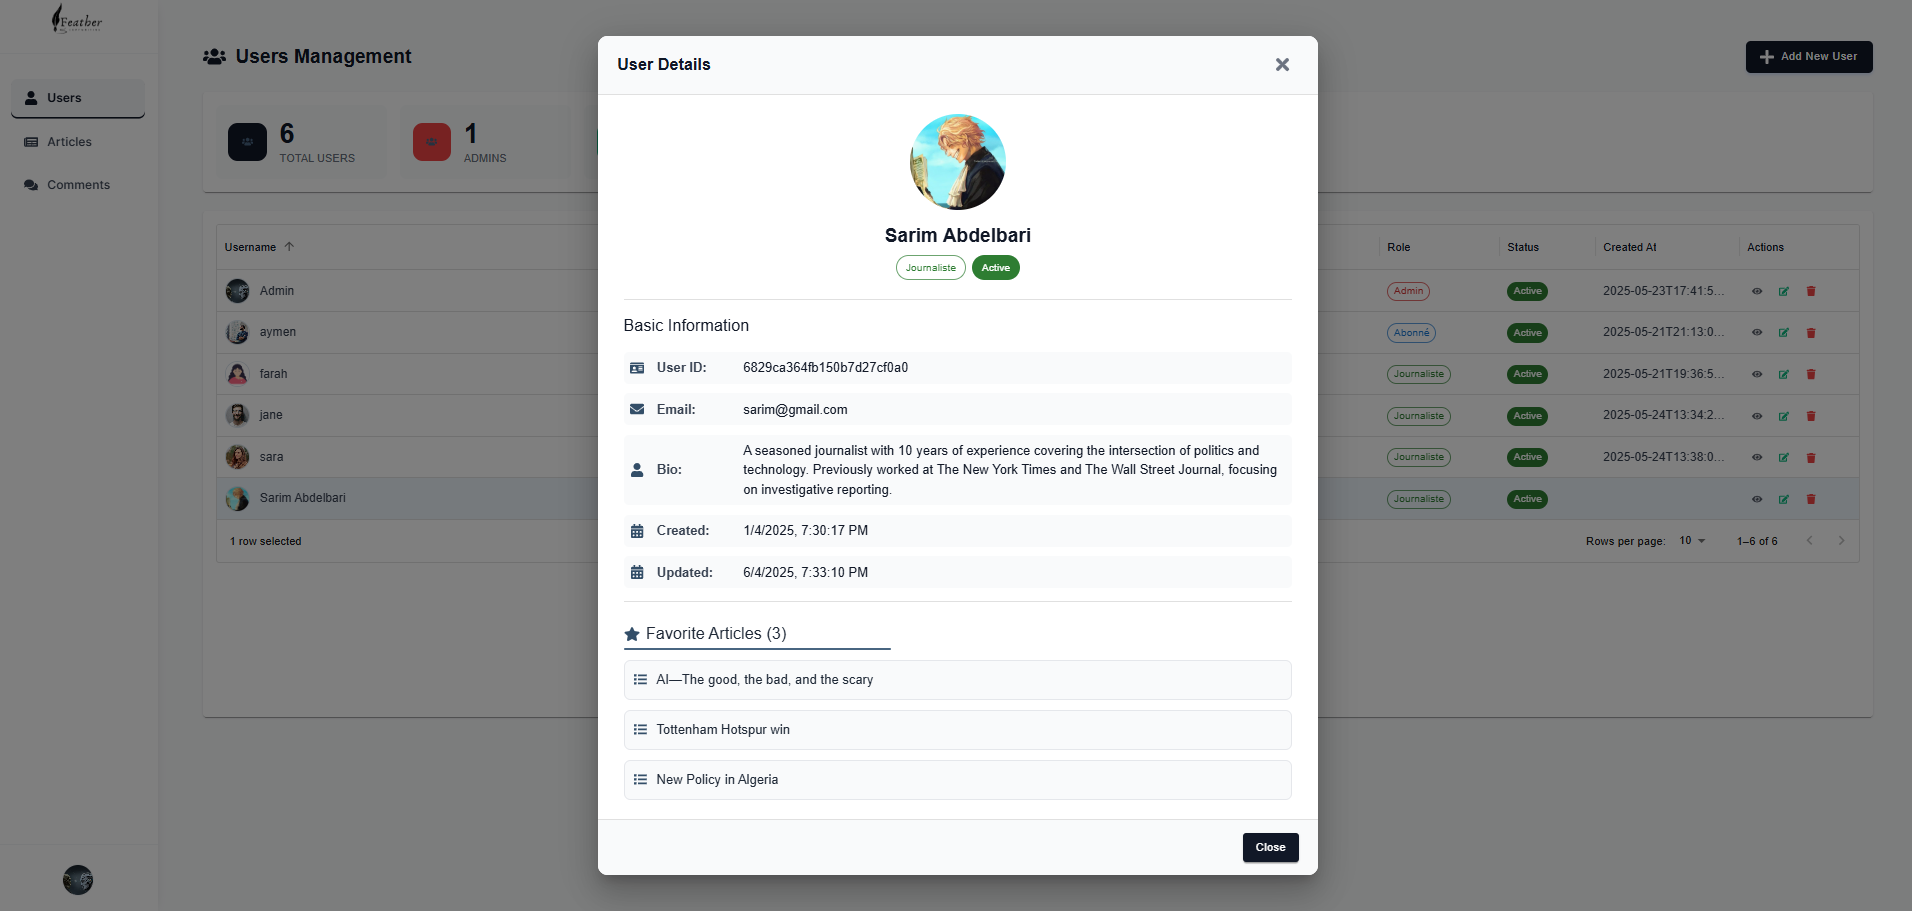 Feather
Users
Articles
Comments
Users Management
Add New User
6
TOTAL USERS
1
ADMINS
Username
Role
Status
Created At
Actions
Admin
Admin
Active
2025-05-23T17:41:5...
aymen
Abonné
Active
2025-05-21T21:13:0...
farah
Journaliste
Active
2025-05-21T19:36:5...
jane
Journaliste
Active
2025-05-24T13:34:2...
sara
Journaliste
Active
2025-05-24T13:38:0...
Sarim Abdelbari
Journaliste
Active
1 row selected
Rows per page: 10
1–6 of 6
User Details
Sarim Abdelbari
Journaliste
Active
Basic Information
User ID: 6829ca364fb150b7d27cf0a0
Email: sarim@gmail.com
Bio: A seasoned journalist with 10 years of experience covering the intersection of politics and
technology. Previously worked at The New York Times and The Wall Street Journal, focusing
on investigative reporting.
Created: 1/4/2025, 7:30:17 PM
Updated: 6/4/2025, 7:33:10 PM
Favorite Articles (3)
AI—The good, the bad, and the scary
Tottenham Hotspur win
New Policy in Algeria
Close